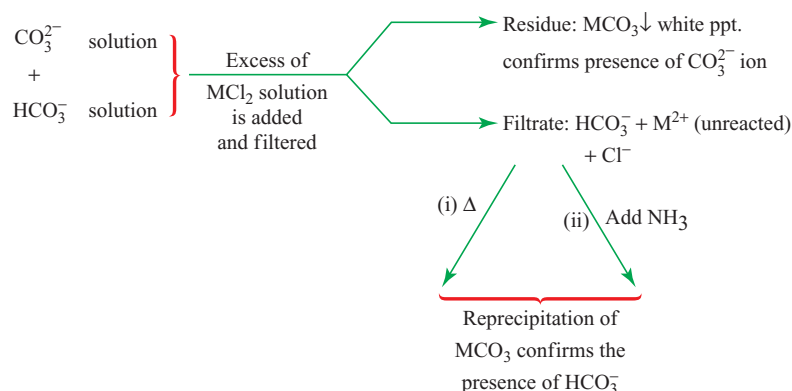 CO₃²⁻ solution
+
HCO₃⁻ solution
Excess of
MCl₂ solution
is added
and filtered
Residue: MCO₃↓ white ppt.
confirms presence of CO₃²⁻ ion
Filtrate: HCO₃⁻ + M²⁺ (unreacted)
+ Cl⁻
(i) Δ
(ii) Add NH₃
Reprecipitation of
MCO₃ confirms the
presence of HCO₃⁻